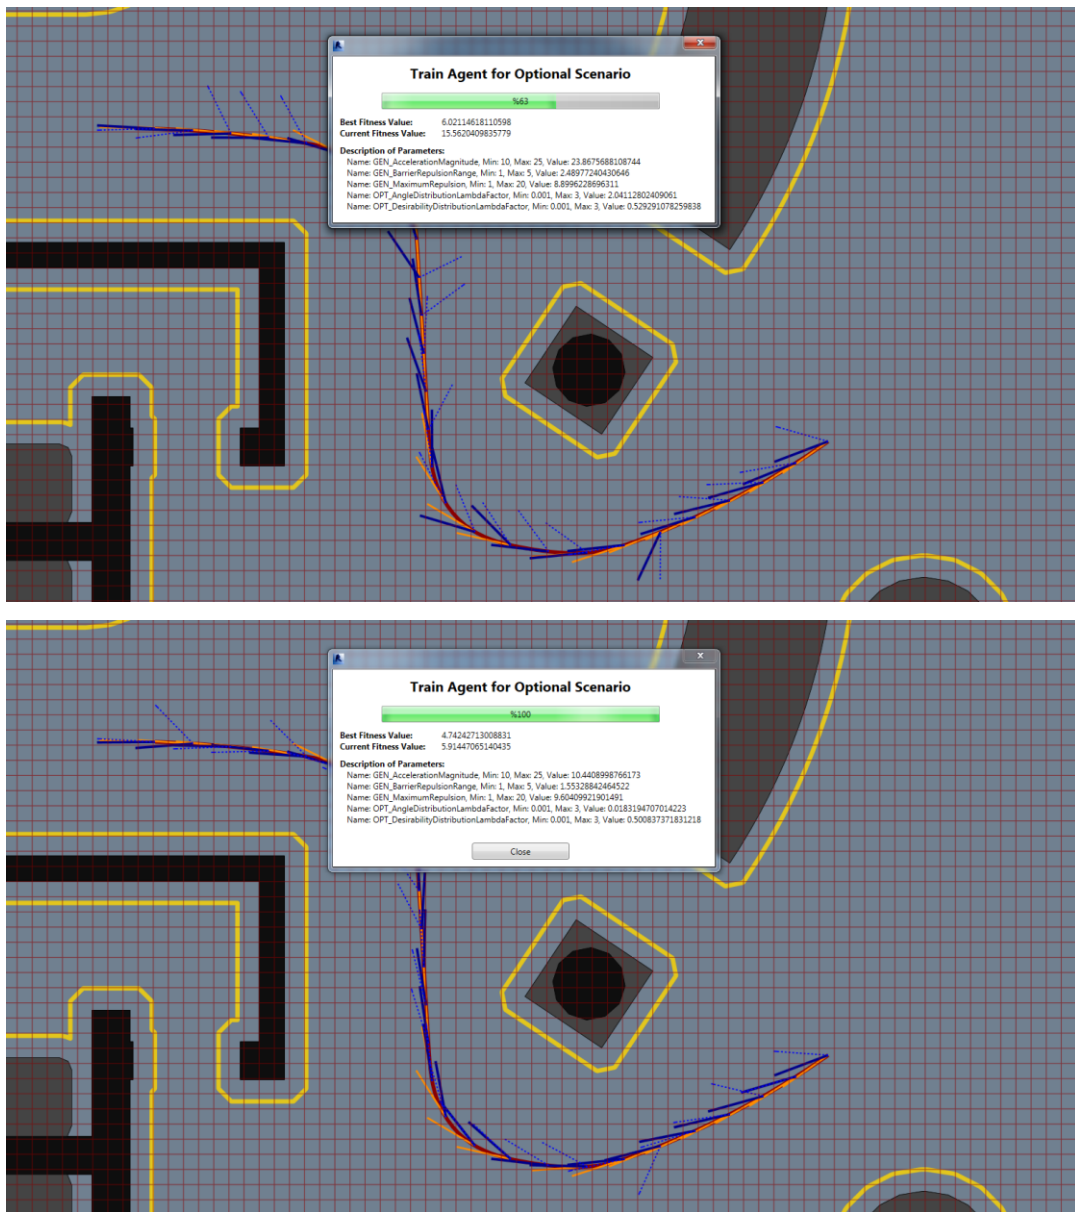 x
Train Agent for Optional Scenario
%63
Best Fitness Value: 6.02114618110598
Current Fitness Value: 15.5620409835779
Description of Parameters:
Name: GEN_AccelerationMagnitude, Min: 10, Max: 25, Value: 23.8675688108744
Name: GEN_BarrierRepulsionRange, Min: 1, Max: 5, Value: 2.48977240430646
Name: GEN_MaximumRepulsion, Min: 1, Max: 20, Value: 8.8996228696311
Name: OPT_AngleDistributionLambdaFactor, Min: 0.001, Max: 3, Value: 2.04112802409061
Name: OPT_DesirabilityDistributionLambdaFactor, Min: 0.001, Max: 3, Value: 0.529291078259838
x
Train Agent for Optional Scenario
%100
Best Fitness Value: 4.74242713008831
Current Fitness Value: 5.91447065140435
Description of Parameters:
Name: GEN_AccelerationMagnitude, Min: 10, Max: 25, Value: 10.4408998766173
Name: GEN_BarrierRepulsionRange, Min: 1, Max: 5, Value: 1.55328842464522
Name: GEN_MaximumRepulsion, Min: 1, Max: 20, Value: 9.60409921901491
Name: OPT_AngleDistributionLambdaFactor, Min: 0.001, Max: 3, Value: 0.0183194707014223
Name: OPT_DesirabilityDistributionLambdaFactor, Min: 0.001, Max: 3, Value: 0.500837371831218
Close